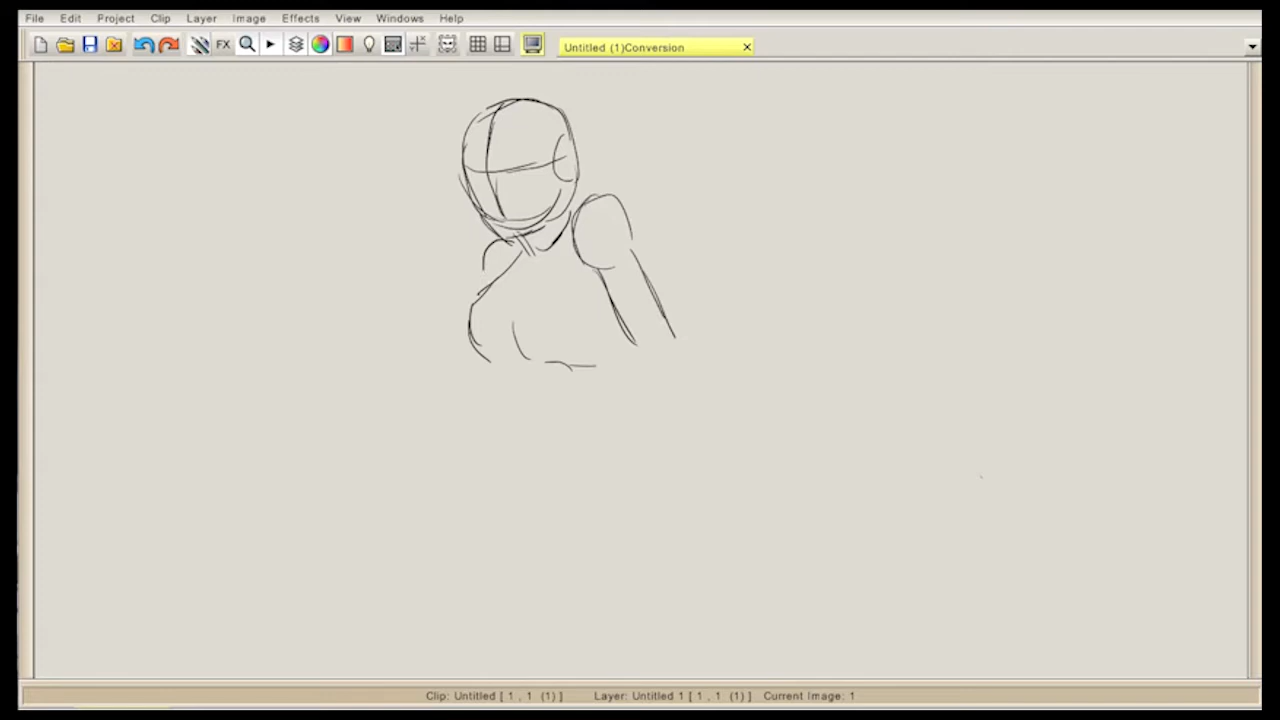 File Edit Project Clip Layer Image Effects View Windows Help
FX Untitled (1)Conversion
Clip: Untitled [ 1 , 1 (1) ] Layer: Untitled 1 [ 1 , 1 (1) ] Current Image: 1